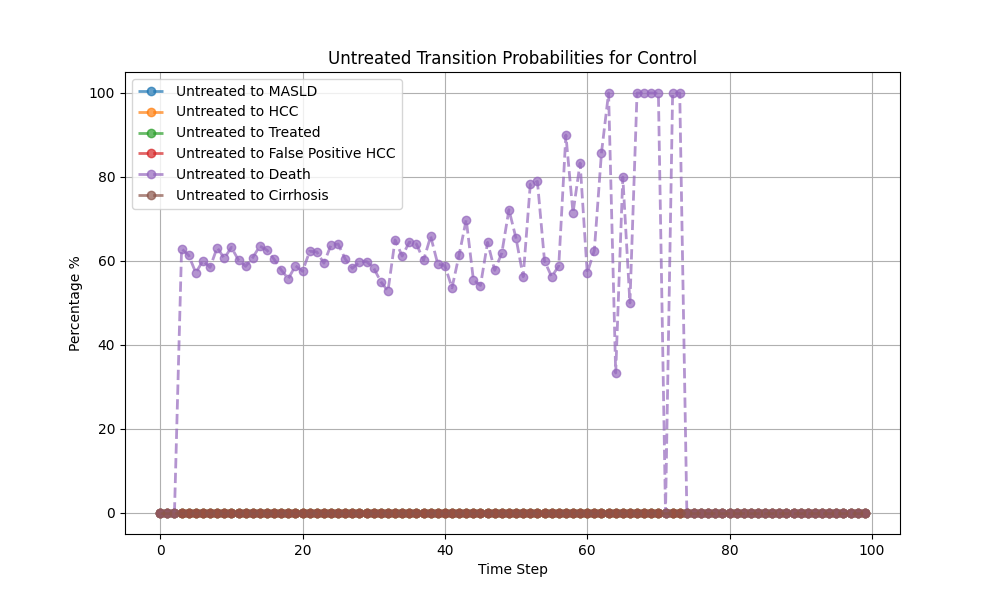 Untreated Transition Probabilities for Control
Untreated to MASLD
Untreated to HCC
Untreated to Treated
Untreated to False Positive HCC
Untreated to Death
Untreated to Cirrhosis
Percentage %
100
80
60
40
20
0
0 20 40 60 80 100
Time Step